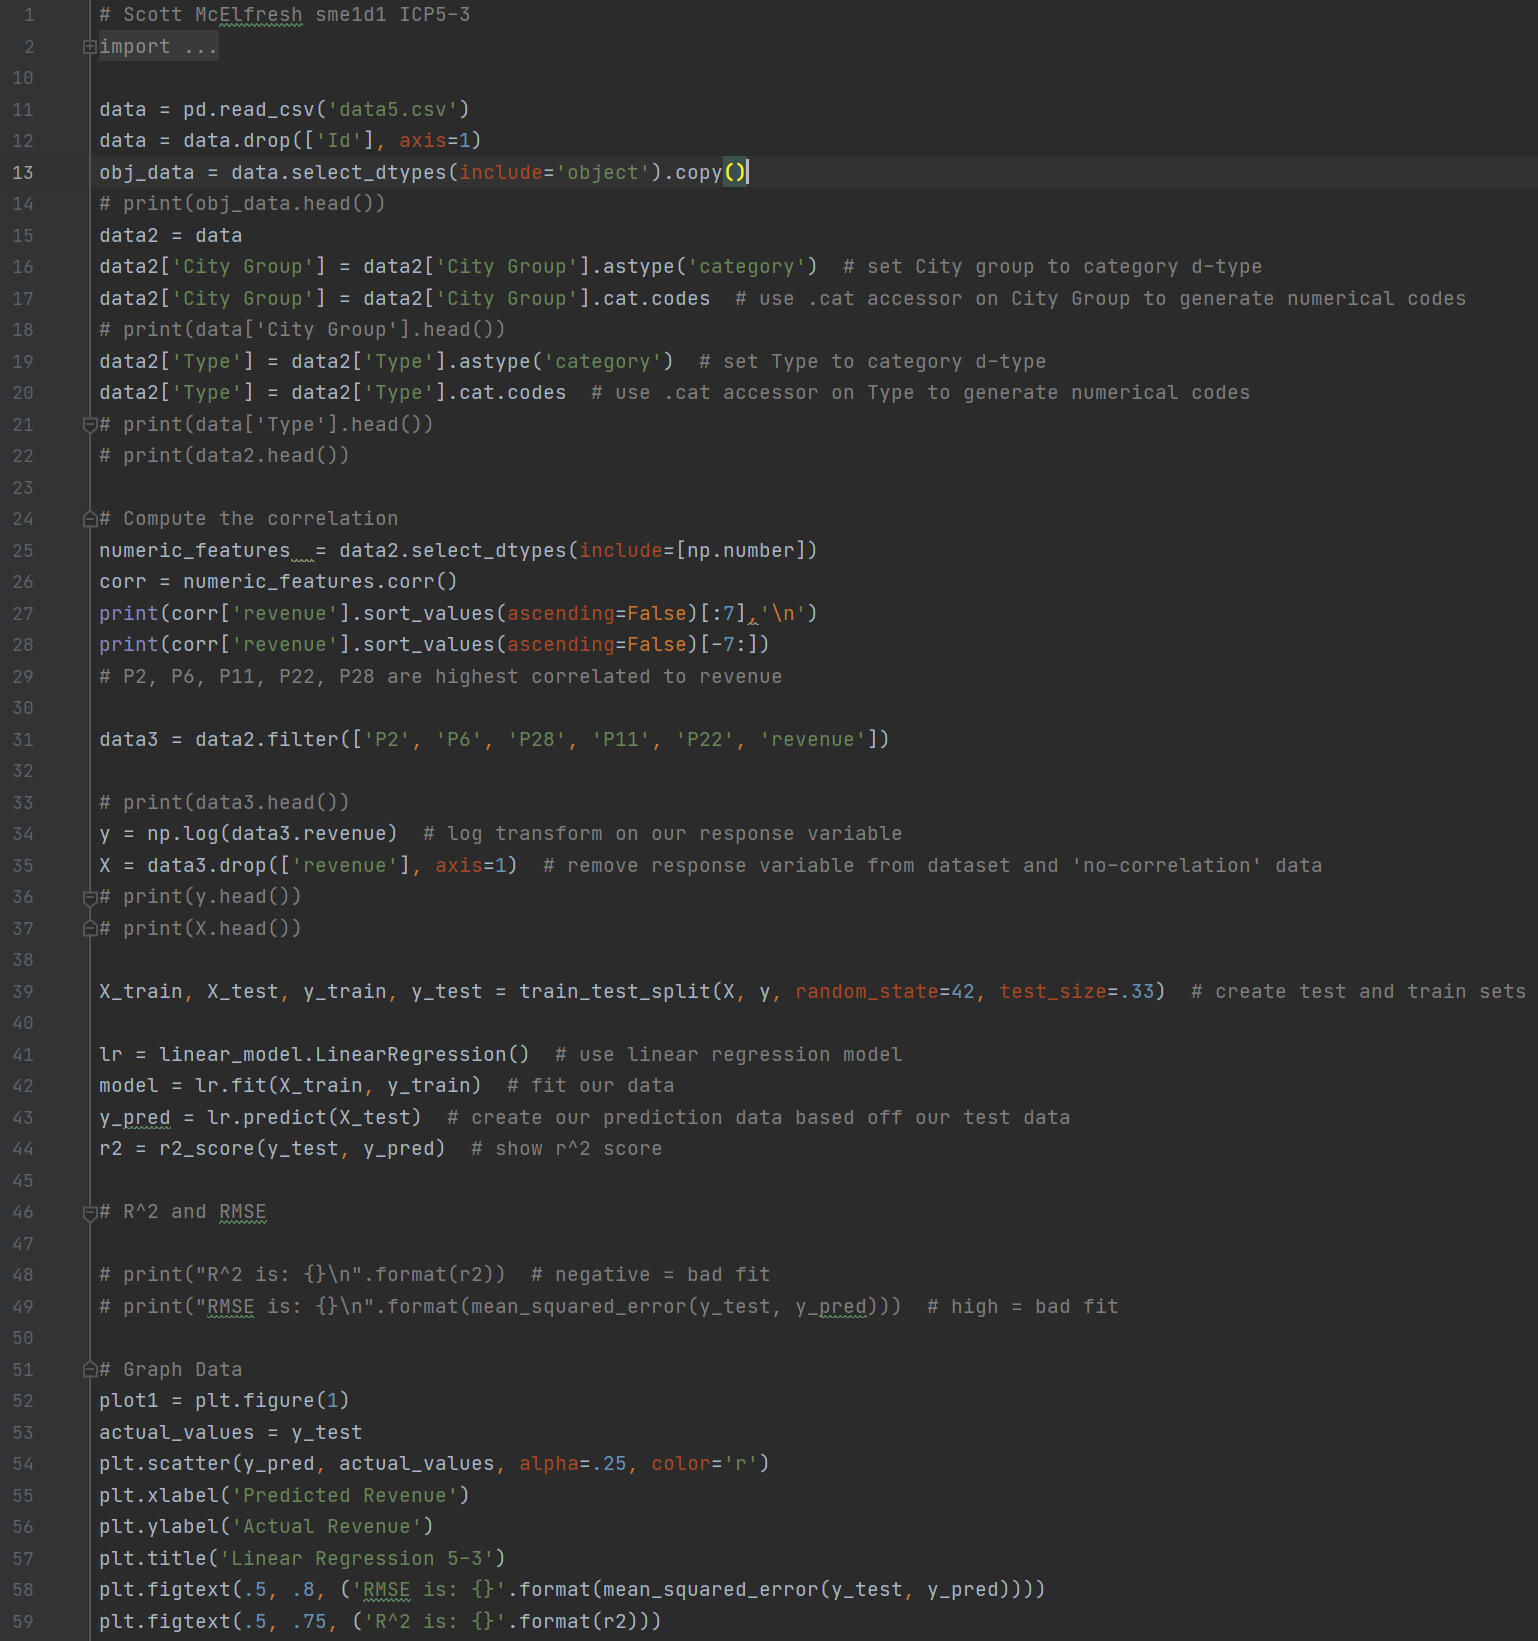 1 # Scott McElfresh sme1d1 ICP5-3
2 import ...
10
11 data = pd.read_csv('data5.csv')
12 data = data.drop(['Id'], axis=1)
13 obj_data = data.select_dtypes(include='object').copy()
14 # print(obj_data.head())
15 data2 = data
16 data2['City Group'] = data2['City Group'].astype('category')  # set City group to category d-type
17 data2['City Group'] = data2['City Group'].cat.codes  # use .cat accessor on City Group to generate numerical codes
18 # print(data['City Group'].head())
19 data2['Type'] = data2['Type'].astype('category')  # set Type to category d-type
20 data2['Type'] = data2['Type'].cat.codes  # use .cat accessor on Type to generate numerical codes
21 # print(data['Type'].head())
22 # print(data2.head())
23
24 # Compute the correlation
25 numeric_features  = data2.select_dtypes(include=[np.number])
26 corr = numeric_features.corr()
27 print(corr['revenue'].sort_values(ascending=False)[:7],'\n')
28 print(corr['revenue'].sort_values(ascending=False)[-7:])
29 # P2, P6, P11, P22, P28 are highest correlated to revenue
30
31 data3 = data2.filter(['P2', 'P6', 'P28', 'P11', 'P22', 'revenue'])
32
33 # print(data3.head())
34 y = np.log(data3.revenue)  # log transform on our response variable
35 X = data3.drop(['revenue'], axis=1)  # remove response variable from dataset and 'no-correlation' data
36 # print(y.head())
37 # print(X.head())
38
39 X_train, X_test, y_train, y_test = train_test_split(X, y, random_state=42, test_size=.33)  # create test and train sets
40
41 lr = linear_model.LinearRegression()  # use linear regression model
42 model = lr.fit(X_train, y_train)  # fit our data
43 y_pred = lr.predict(X_test)  # create our prediction data based off our test data
44 r2 = r2_score(y_test, y_pred)  # show r^2 score
45
46 # R^2 and RMSE
47
48 # print("R^2 is: {}\n".format(r2))  # negative = bad fit
49 # print("RMSE is: {}\n".format(mean_squared_error(y_test, y_pred)))  # high = bad fit
50
51 # Graph Data
52 plot1 = plt.figure(1)
53 actual_values = y_test
54 plt.scatter(y_pred, actual_values, alpha=.25, color='r')
55 plt.xlabel('Predicted Revenue')
56 plt.ylabel('Actual Revenue')
57 plt.title('Linear Regression 5-3')
58 plt.figtext(.5, .8, ('RMSE is: {}'.format(mean_squared_error(y_test, y_pred))))
59 plt.figtext(.5, .75, ('R^2 is: {}'.format(r2)))